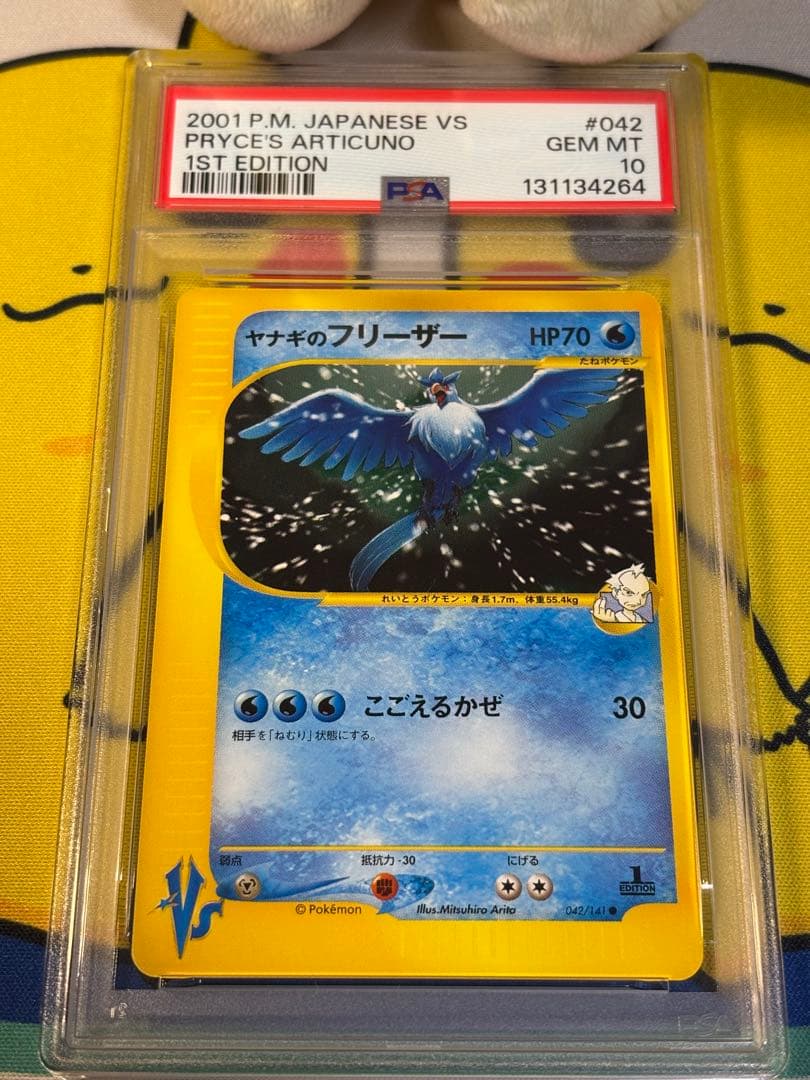 2001 P.M. JAPANESE VS #042
PRYCE'S ARTICUNO GEM MT
1ST EDITION 10
PSA 131134264
ヤナギのフリーザー HP70
たねポケモン
れいとうポケモン：身長1.7m、体重55.4kg
こごえるかぜ 30
相手を「ねむり」状態にする。
弱点 抵抗力 -30 にげる
1
EDITION
VS
© Pokémon Illus.Mitsuhiro Arita 042/141